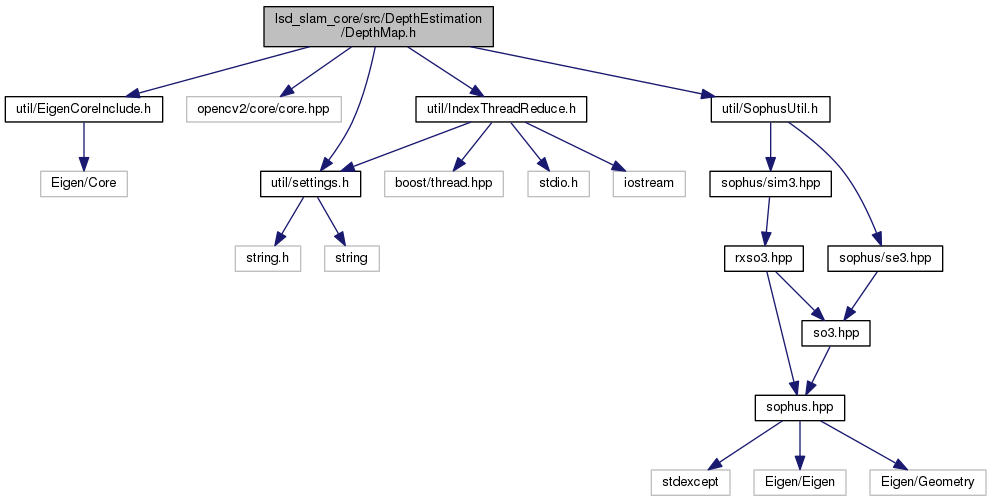 lsd_slam_core/src/DepthEstimation
/DepthMap.h
util/EigenCoreInclude.h
opencv2/core/core.hpp
util/IndexThreadReduce.h
util/SophusUtil.h
Eigen/Core
util/settings.h
boost/thread.hpp
stdio.h
iostream
sophus/sim3.hpp
string.h
string
rxso3.hpp
sophus/se3.hpp
so3.hpp
sophus.hpp
stdexcept
Eigen/Eigen
Eigen/Geometry